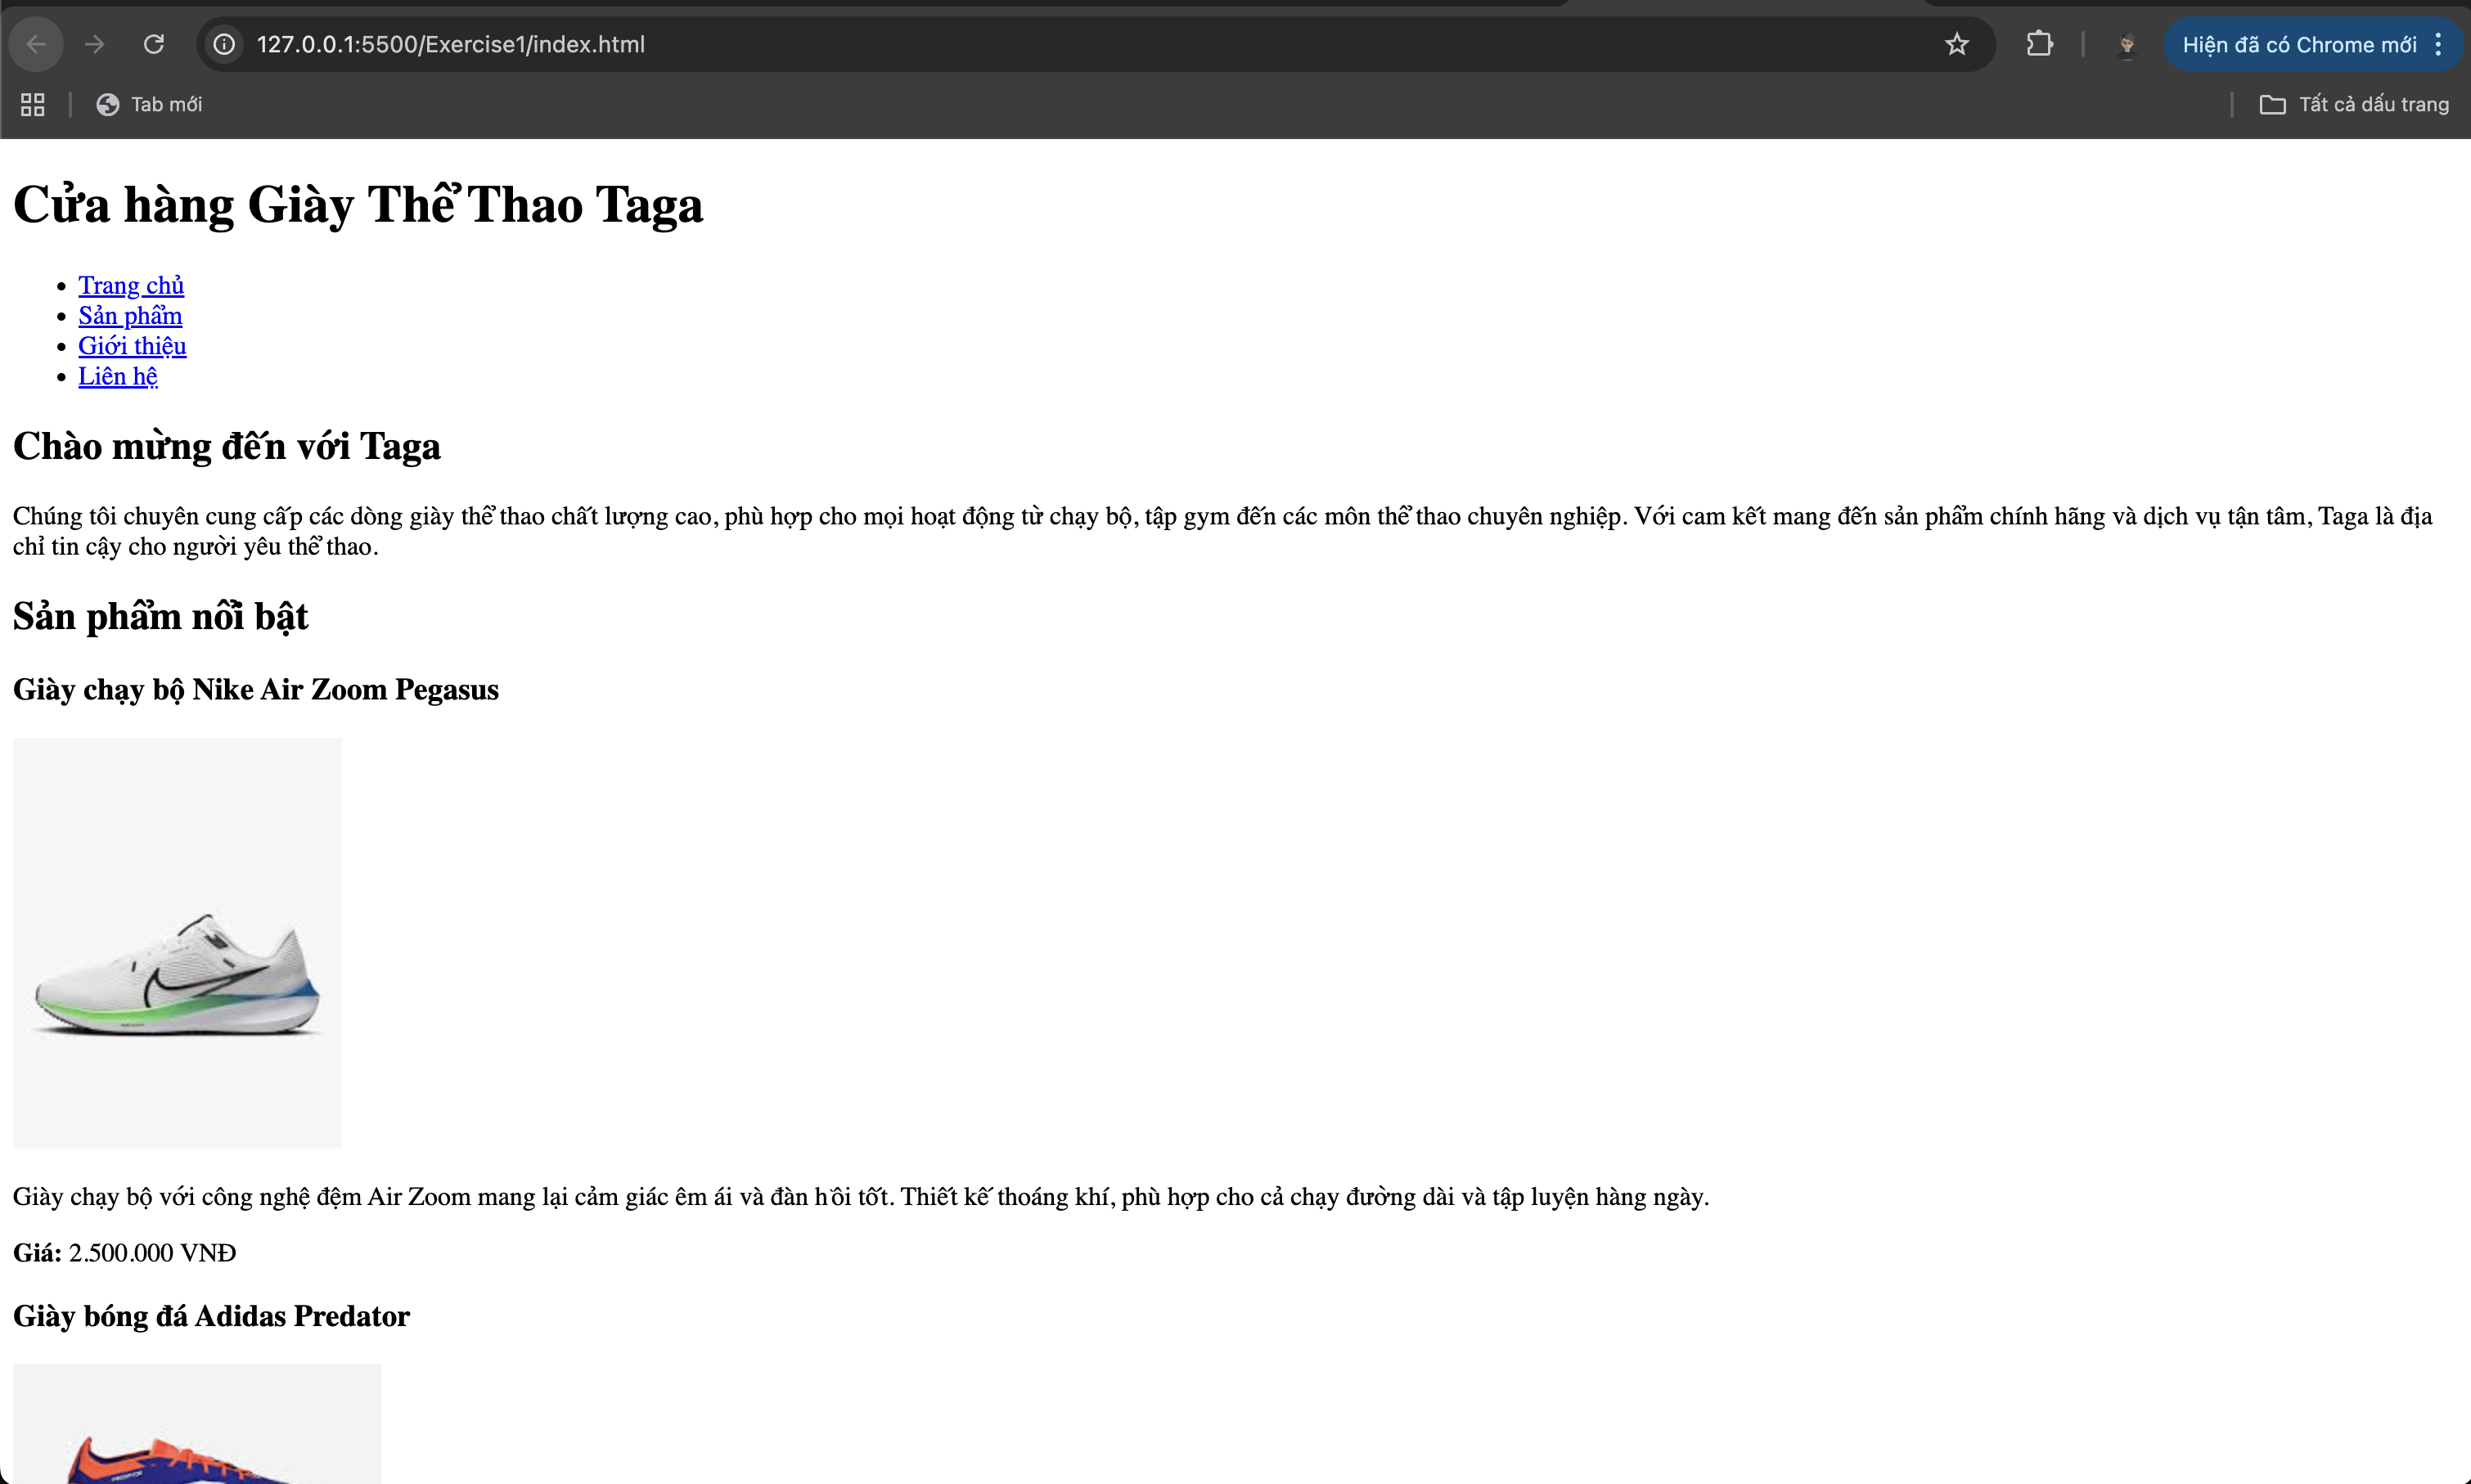 127.0.0.1:5500/Exercise1/index.html
Hiện đã có Chrome mới
Tab mới
Tất cả dấu trang
Cửa hàng Giày Thể Thao Taga
Trang chủ
Sản phẩm
Giới thiệu
Liên hệ
Chào mừng đến với Taga
Chúng tôi chuyên cung cấp các dòng giày thể thao chất lượng cao, phù hợp cho mọi hoạt động từ chạy bộ, tập gym đến các môn thể thao chuyên nghiệp. Với cam kết mang đến sản phẩm chính hãng và dịch vụ tận tâm, Taga là địa
chỉ tin cậy cho người yêu thể thao.
Sản phẩm nổi bật
Giày chạy bộ Nike Air Zoom Pegasus
Giày chạy bộ với công nghệ đệm Air Zoom mang lại cảm giác êm ái và đàn hồi tốt. Thiết kế thoáng khí, phù hợp cho cả chạy đường dài và tập luyện hàng ngày.
Giá: 2.500.000 VNĐ
Giày bóng đá Adidas Predator